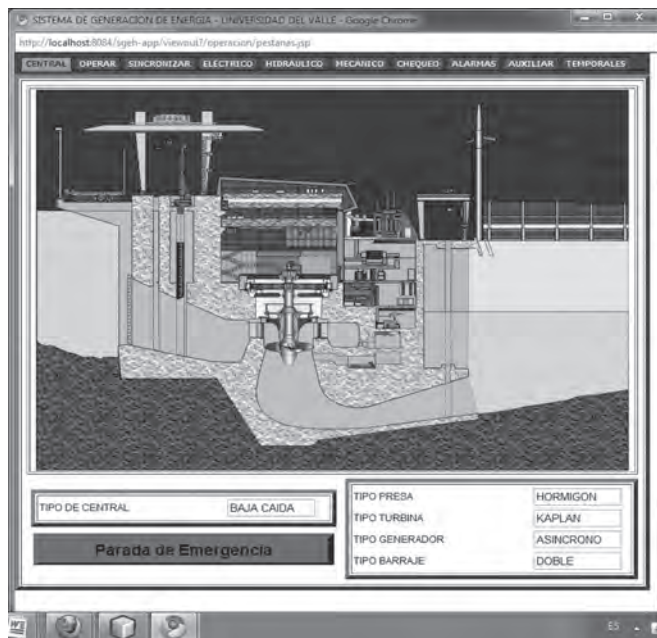 SISTEMA DE GENERACION DE ENERGIA - UNIVERSIDAD DEL VALLE - Google Chrome
http://localhost:8084/sgeh-app/viewout7/operacion/pestanas.jsp
CENTRAL OPERAR SINCRONIZAR ELECTRICO HIDRAULICO MECANICO CHEQUEO ALARMAS AUXILIAR TEMPORALES
TIPO DE CENTRAL BAJA CAIDA
Parada de Emergencia
TIPO PRESA HORMIGON
TIPO TURBINA KAPLAN
TIPO GENERADOR ASINCRONO
TIPO BARRAJE DOBLE
ES